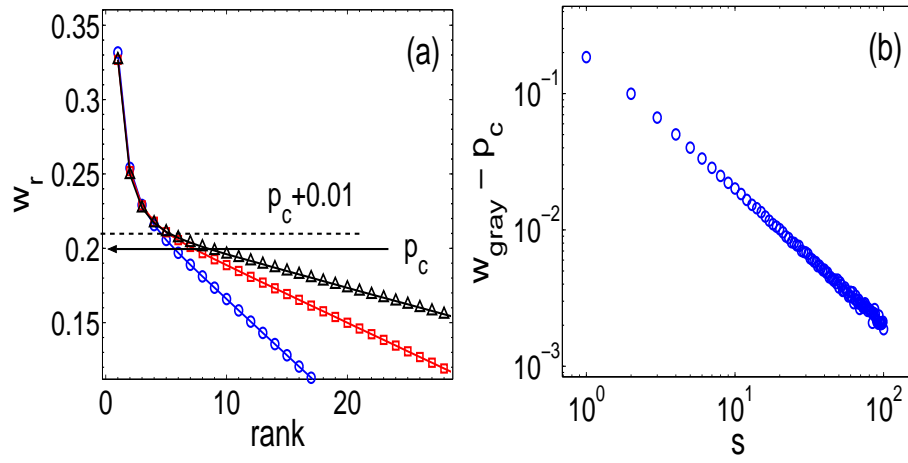 (a)
0.35
0.3
0.25
0.2
0.15
w_r
p_c+0.01
p_c
0 10 20
rank
(b)
10^-1
10^-2
10^-3
w_gray − p_c
10^0 10^1 10^2
s